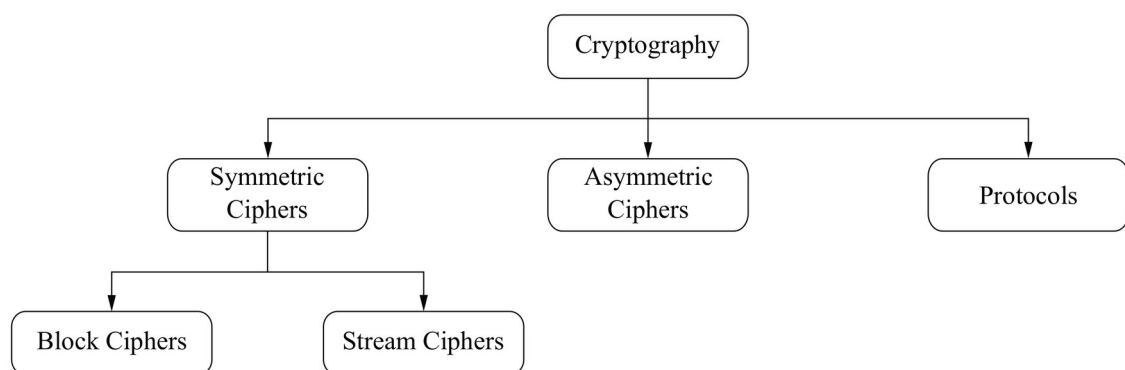 Cryptography
Symmetric
Ciphers
Asymmetric
Ciphers
Protocols
Block Ciphers
Stream Ciphers